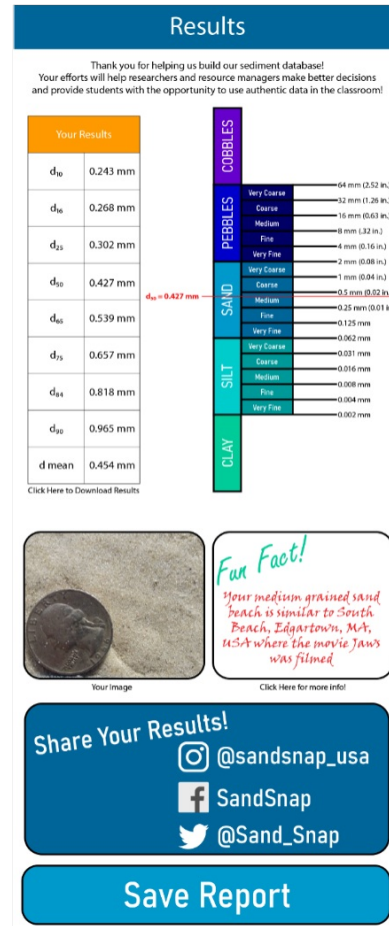 Results
Thank you for helping us build our sediment database!
Your efforts will help researchers and resource managers make better decisions
and provide students with the opportunity to use authentic data in the classroom!
Your Results
d10 0.243 mm
d16 0.268 mm
d25 0.302 mm
d50 0.427 mm
d65 0.539 mm
d75 0.657 mm
d84 0.818 mm
d90 0.965 mm
d mean 0.454 mm
Click Here to Download Results
d50 = 0.427 mm
COBBLES
PEBBLES
SAND
SILT
CLAY
Very Coarse
Coarse
Medium
Fine
Very Fine
Very Coarse
Coarse
Medium
Fine
Very Fine
Very Coarse
Coarse
Medium
Fine
Very Fine
64 mm (2.52 in.)
32 mm (1.26 in.)
16 mm (0.63 in.)
8 mm (.32 in.)
4 mm (0.16 in.)
2 mm (0.08 in.)
1 mm (0.04 in.)
0.5 mm (0.02 in
0.25 mm (0.01 i
0.125 mm
0.062 mm
0.031 mm
0.016 mm
0.008 mm
0.004 mm
0.002 mm
Your Image
Fun Fact!
Your medium grained sand
beach is similar to South
Beach, Edgartown, MA,
USA where the movie Jaws
was filmed
Click Here for more info!
Share Your Results!
@sandsnap_usa
SandSnap
@Sand_Snap
Save Report